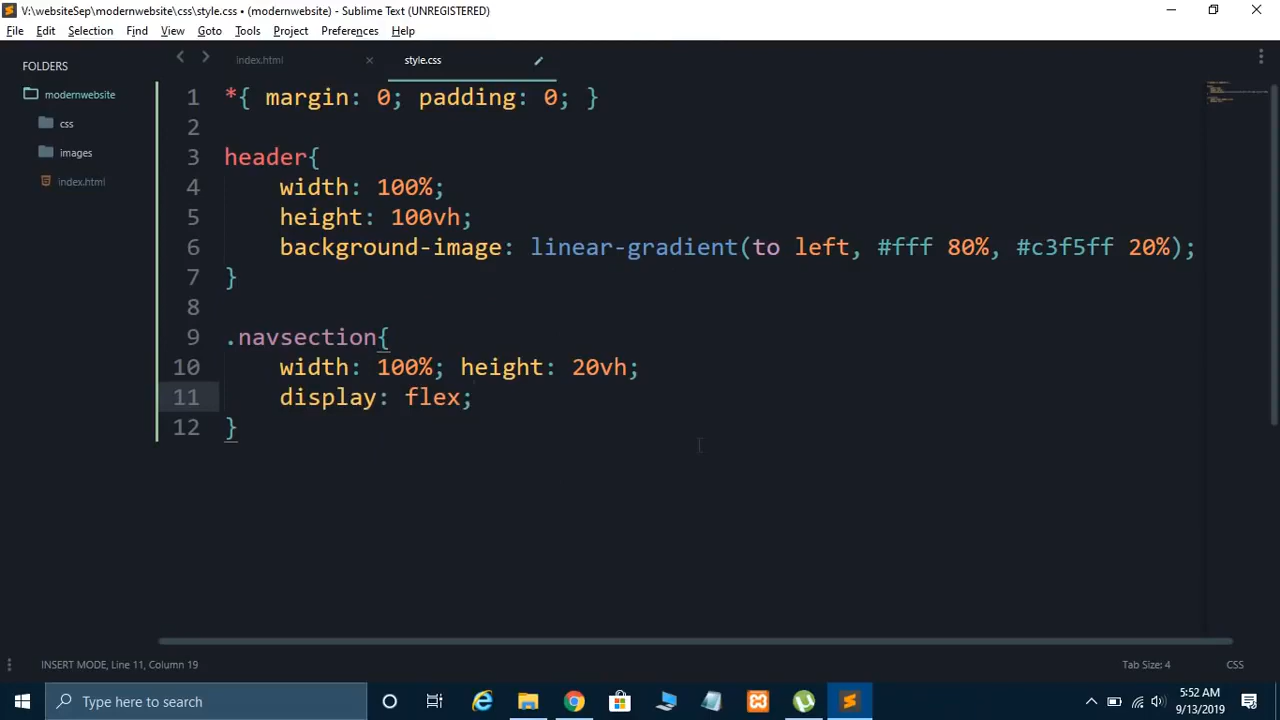 V:\websiteSep\modernwebsite\css\style.css • (modernwebsite) - Sublime Text (UNREGISTERED)
File Edit Selection Find View Goto Tools Project Preferences Help
FOLDERS
modernwebsite
css
images
index.html
index.html
style.css
1 *{ margin: 0; padding: 0; }
2
3 header{
4 width: 100%;
5 height: 100vh;
6 background-image: linear-gradient(to left, #fff 80%, #c3f5ff 20%);
7 }
8
9 .navsection{
10 width: 100%; height: 20vh;
11 display: flex;
12 }
INSERT MODE, Line 11, Column 19
Tab Size: 4
CSS
Type here to search
5:52 AM
9/13/2019